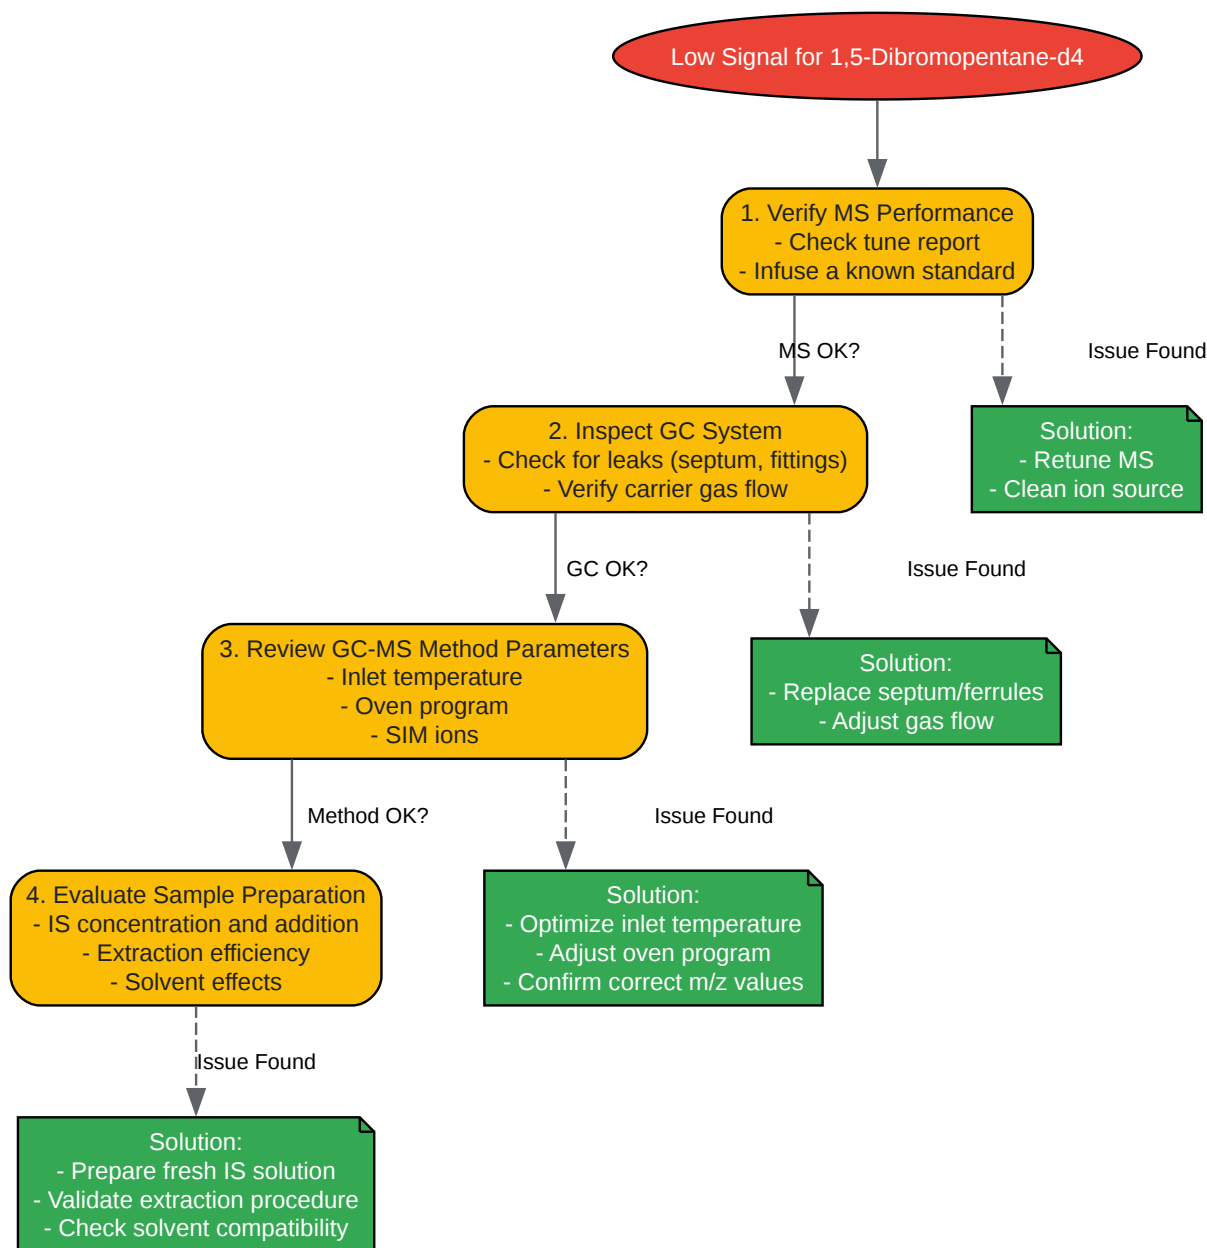 Low Signal for 1,5-Dibromopentane-d4
1. Verify MS Performance
- Check tune report
- Infuse a known standard
MS OK?
Issue Found
2. Inspect GC System
- Check for leaks (septum, fittings)
- Verify carrier gas flow
Solution:
- Retune MS
- Clean ion source
GC OK?
Issue Found
3. Review GC-MS Method Parameters
- Inlet temperature
- Oven program
- SIM ions
Solution:
- Replace septum/ferrules
- Adjust gas flow
Method OK?
Issue Found
4. Evaluate Sample Preparation
- IS concentration and addition
- Extraction efficiency
- Solvent effects
Solution:
- Optimize inlet temperature
- Adjust oven program
- Confirm correct m/z values
Issue Found
Solution:
- Prepare fresh IS solution
- Validate extraction procedure
- Check solvent compatibility